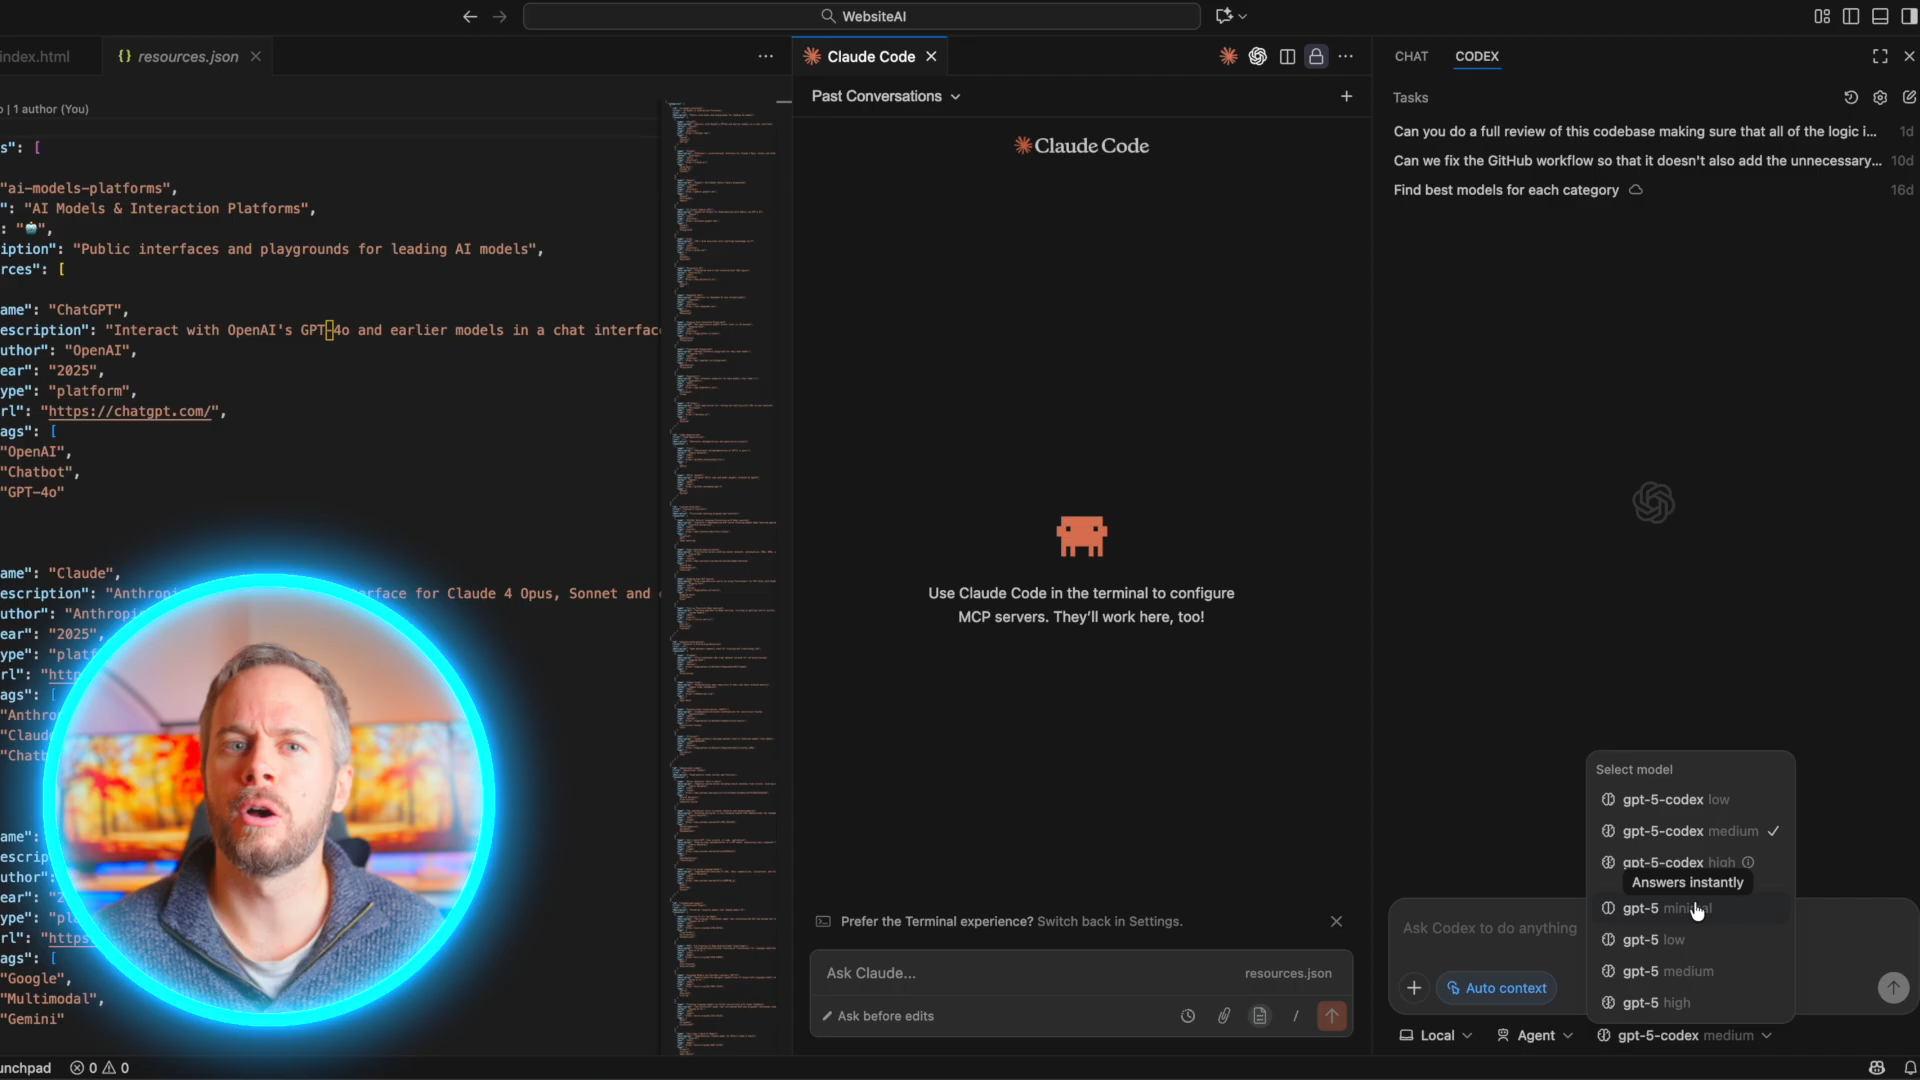 WebsiteAI
index.html
{} resources.json
Claude Code
CHAT
CODEX
| 1 author (You)
s": [
"ai-models-platforms",
": "AI Models & Interaction Platforms",
: "🤖",
iption": "Public interfaces and playgrounds for leading AI models",
rces": [
ame": "ChatGPT",
escription": "Interact with OpenAI's GPT-4o and earlier models in a chat interfac
uthor": "OpenAI",
ear": "2025",
ype": "platform",
rl": "https://chatgpt.com/",
ags": [
"OpenAI",
"Chatbot",
"GPT-4o"
ame": "Claude",
escription": "Anthropi
rface for Claude 4 Opus, Sonnet and
uthor": "Anthropi
ear": "2025",
ype": "platf
rl": "http
ags": [
"Anthro
"Claud
"Chatb
ame":
escrip
uthor":
ear": "2
ype": "pl
rl": "https
ags": [
"Google",
"Multimodal",
"Gemini"
unchpad
0
0
Past Conversations
Claude Code
Use Claude Code in the terminal to configure
MCP servers. They'll work here, too!
Prefer the Terminal experience? Switch back in Settings.
Ask Claude...
resources.json
Ask before edits
/
Tasks
Can you do a full review of this codebase making sure that all of the logic i... 1d
Can we fix the GitHub workflow so that it doesn't also add the unnecessary... 10d
Find best models for each category 16d
Select model
gpt-5-codex low
gpt-5-codex medium
gpt-5-codex high
Answers instantly
gpt-5 minimal
gpt-5 low
gpt-5 medium
gpt-5 high
Ask Codex to do anything
Auto context
Local
Agent
gpt-5-codex medium